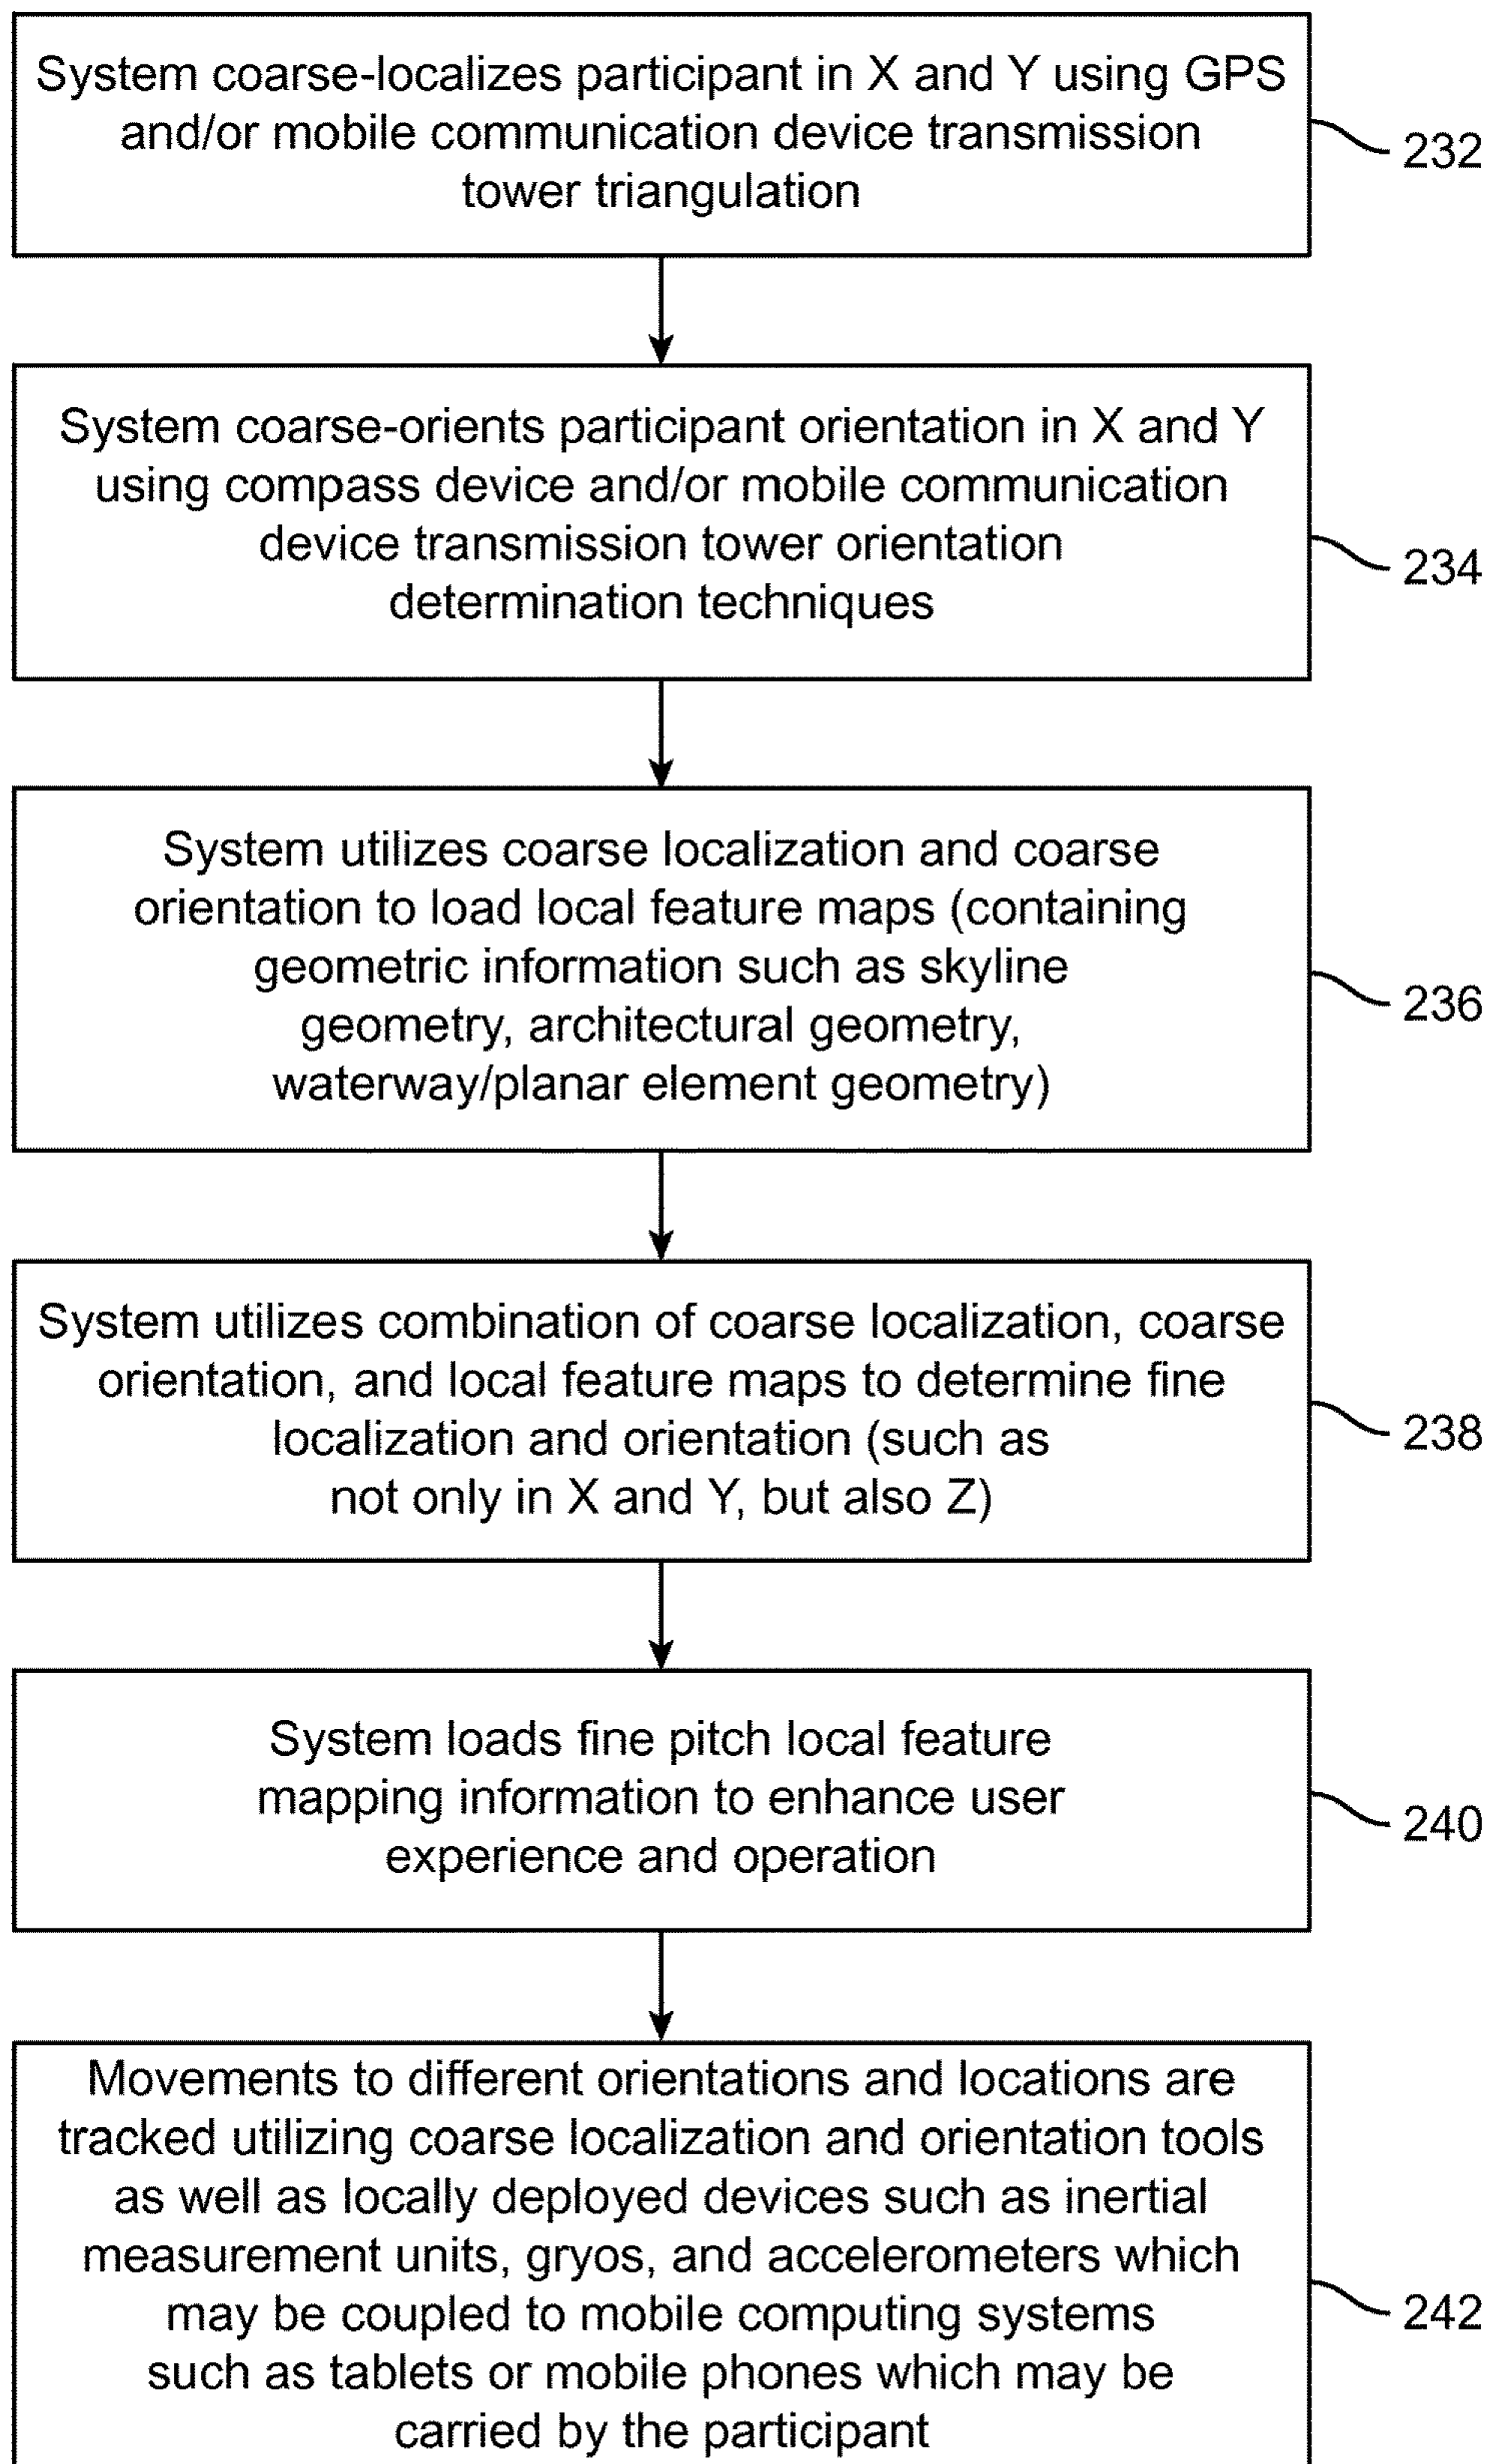 System coarse-localizes participant in X and Y using GPS
and/or mobile communication device transmission
tower triangulation
232
System coarse-orients participant orientation in X and Y
using compass device and/or mobile communication
device transmission tower orientation
determination techniques
234
System utilizes coarse localization and coarse
orientation to load local feature maps (containing
geometric information such as skyline
geometry, architectural geometry,
waterway/planar element geometry)
236
System utilizes combination of coarse localization, coarse
orientation, and local feature maps to determine fine
localization and orientation (such as
not only in X and Y, but also Z)
238
System loads fine pitch local feature
mapping information to enhance user
experience and operation
240
Movements to different orientations and locations are
tracked utilizing coarse localization and orientation tools
as well as locally deployed devices such as inertial
measurement units, gryos, and accelerometers which
may be coupled to mobile computing systems
such as tablets or mobile phones which may be
carried by the participant
242